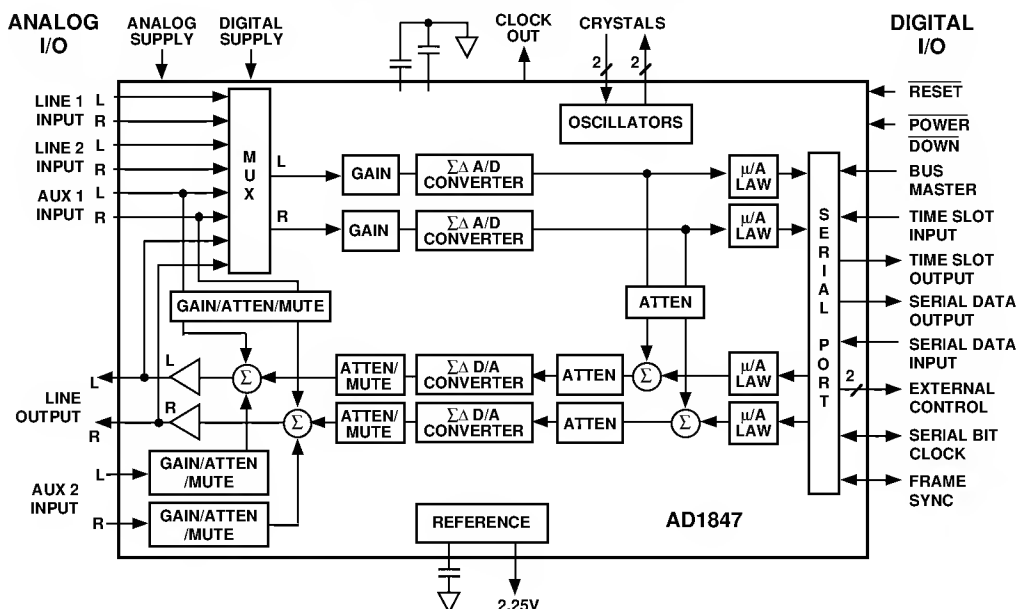 ANALOG
I/O
ANALOG
SUPPLY
DIGITAL
SUPPLY
CLOCK
OUT
CRYSTALS
DIGITAL
I/O
2
2
LINE 1
INPUT
L
R
LINE 2
INPUT
L
R
AUX 1
INPUT
L
R
MUX
OSCILLATORS
RESET
POWER
DOWN
BUS
MASTER
TIME SLOT
INPUT
TIME SLOT
OUTPUT
SERIAL DATA
OUTPUT
SERIAL DATA
INPUT
EXTERNAL
CONTROL
SERIAL BIT
CLOCK
FRAME
SYNC
L
GAIN
ΣΔ A/D
CONVERTER
μ/A
LAW
R
GAIN
ΣΔ A/D
CONVERTER
μ/A
LAW
SERIAL PORT
2
GAIN/ATTEN/MUTE
ATTEN
L
LINE
OUTPUT
R
L
Σ
ATTEN/
MUTE
ΣΔ D/A
CONVERTER
ATTEN
Σ
μ/A
LAW
R
Σ
ATTEN/
MUTE
ΣΔ D/A
CONVERTER
ATTEN
Σ
μ/A
LAW
AUX 2
INPUT
L
R
GAIN/ATTEN
/MUTE
GAIN/ATTEN
/MUTE
REFERENCE
AD1847
2.25V